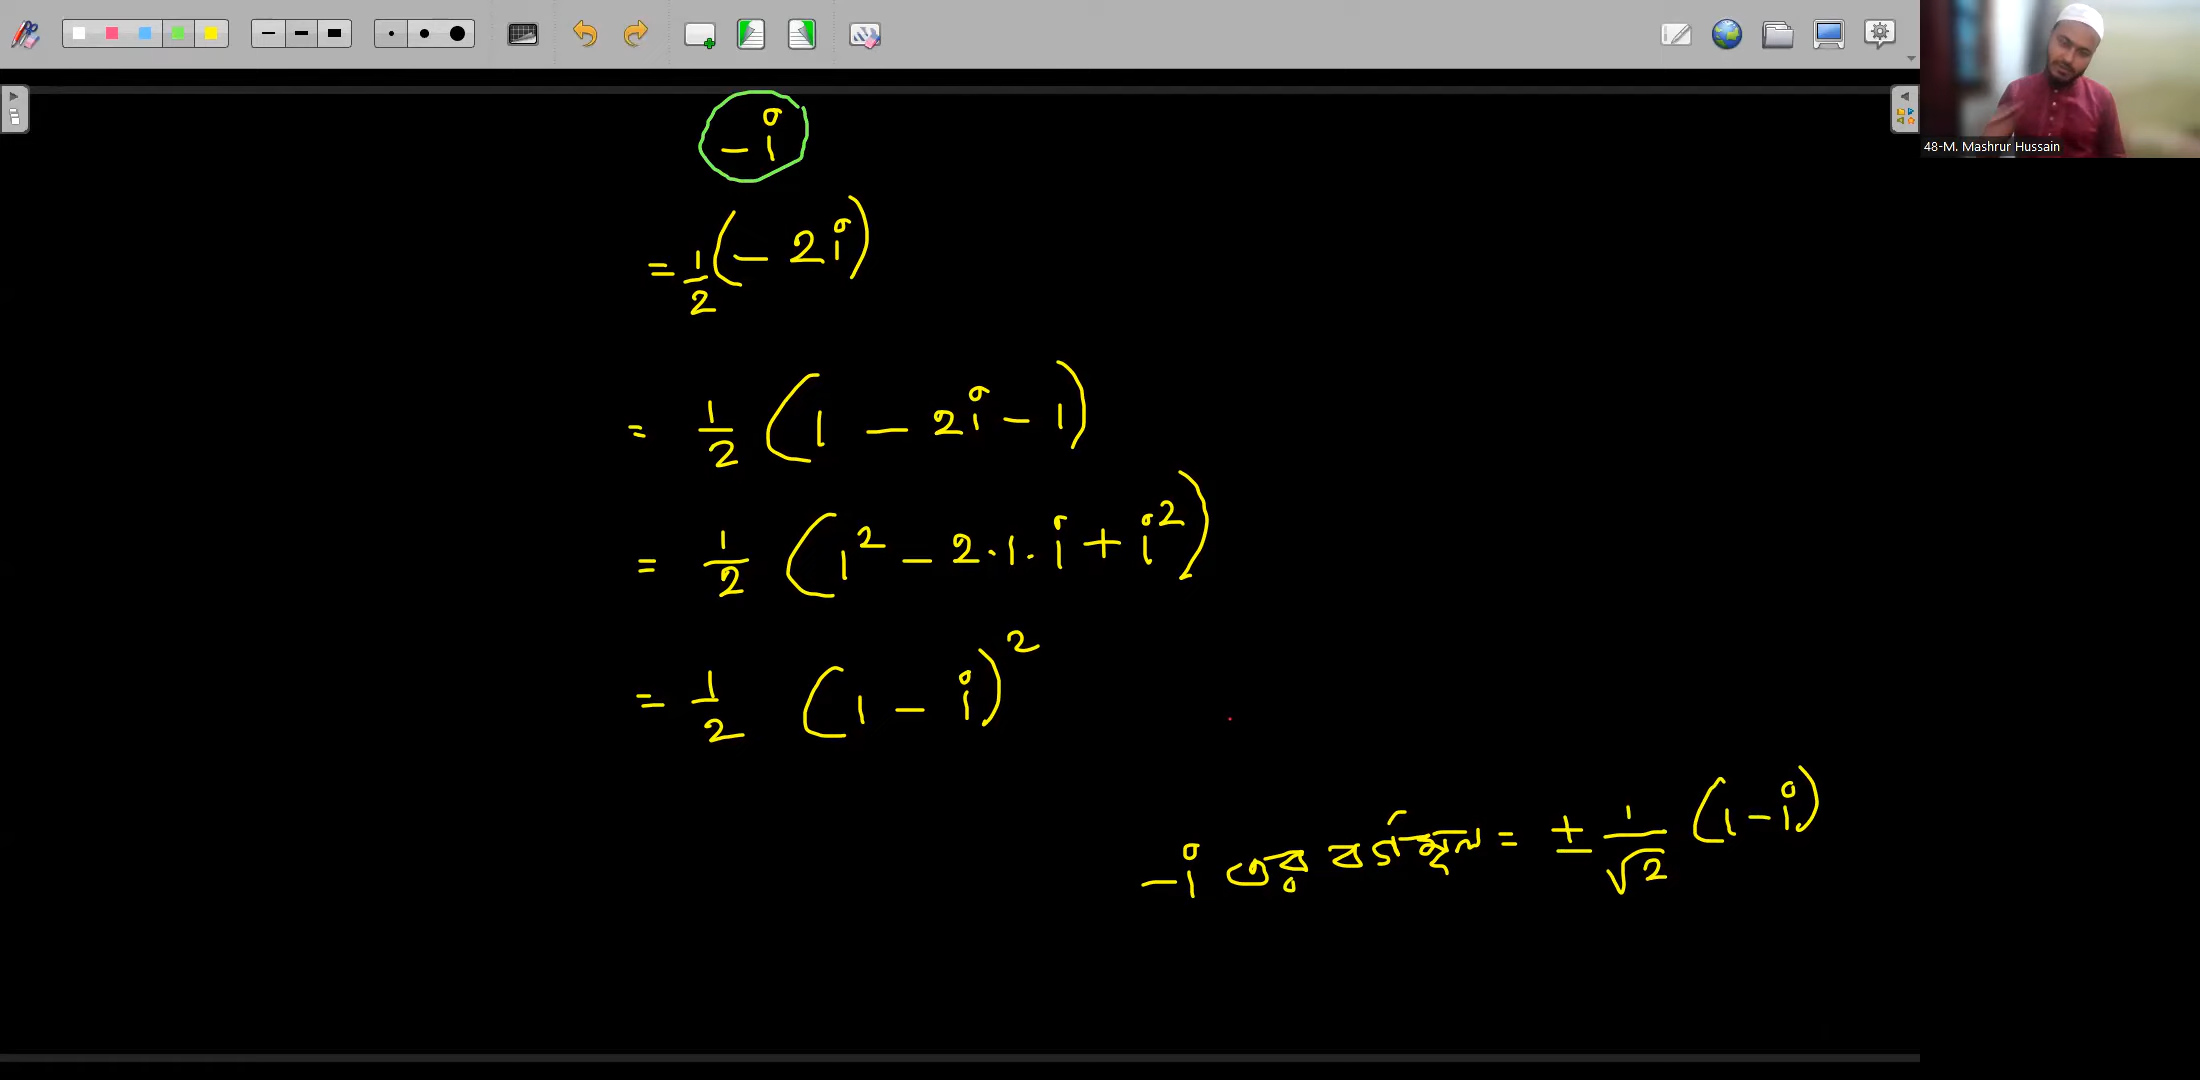 48-M. Mashrur Hussain
-i
= 1/2 (- 2i)
= 1/2 (1 - 2i - 1)
= 1/2 (1² - 2·1·i + i²)
= 1/2 (1 - i)²
-i এর বর্গমূল = ± 1/√2 (1 - i)